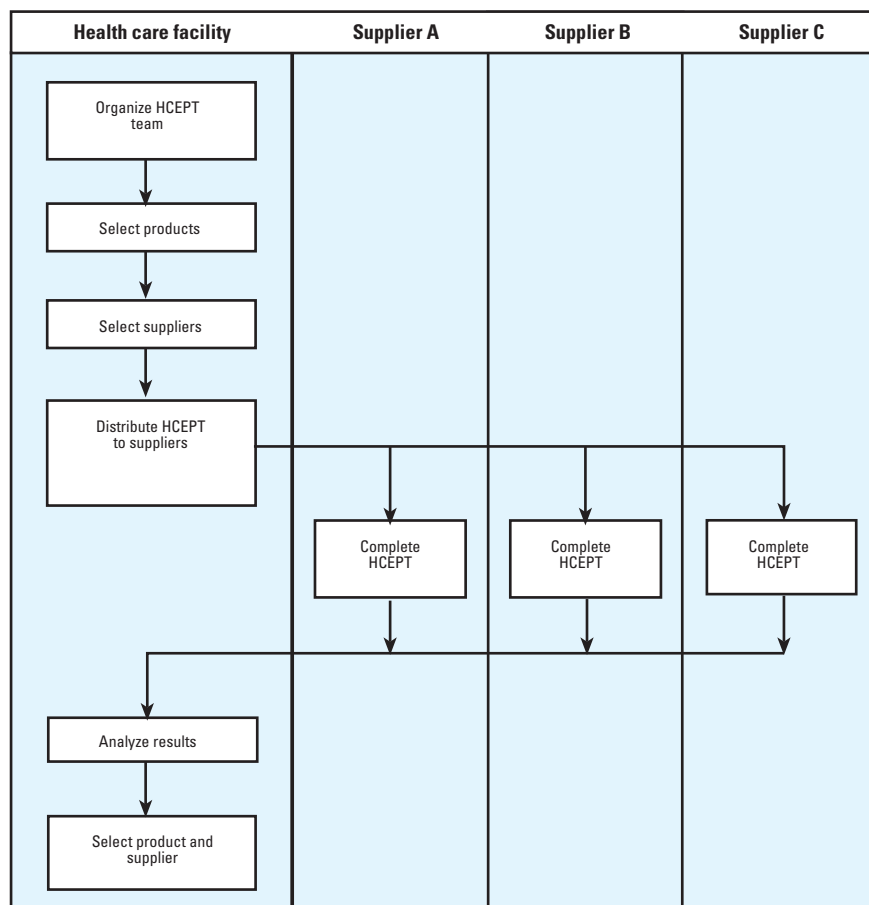 Health care facility
Supplier A
Supplier B
Supplier C
Organize HCEPT
team
Select products
Select suppliers
Distribute HCEPT
to suppliers
Complete
HCEPT
Complete
HCEPT
Complete
HCEPT
Analyze results
Select product and
supplier